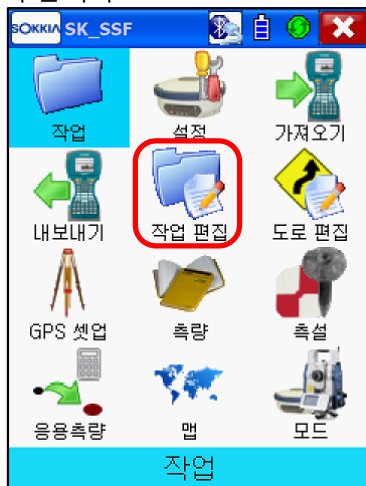 SOKKIA SK_SSF
작업 설정 가져오기
내보내기 작업 편집 도로 편집
GPS 셋업 측량 측설
응용측량 맵 모드
작업